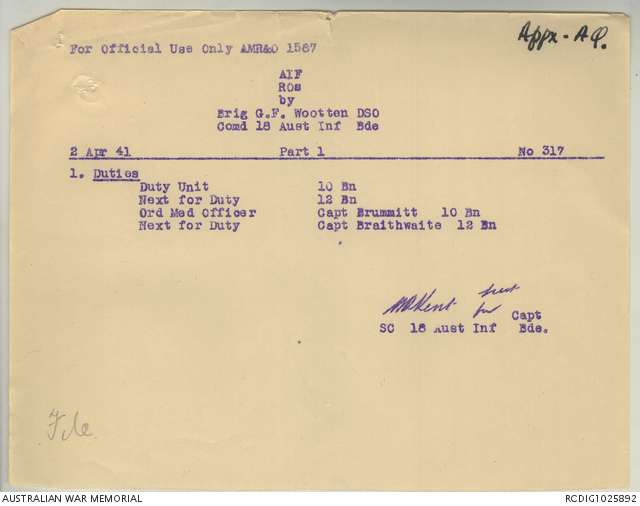 Appx - A Q.
For Official Use Only AMR&O 1587
AIF
ROs
by
Brig G.F. Wootten DSO
Comd 18 Aust Inf Bde
2 Apr 41 Part 1 No 317
1. Duties
Duty Unit 10 Bn
Next for Duty 12 Bn
Ord Med Officer Capt Brummitt 10 Bn
Next for Duty Capt Braithwaite 12 Bn
for Capt
SC 18 Aust Inf Bde.
File
AUSTRALIAN WAR MEMORIAL RCDIG1025892